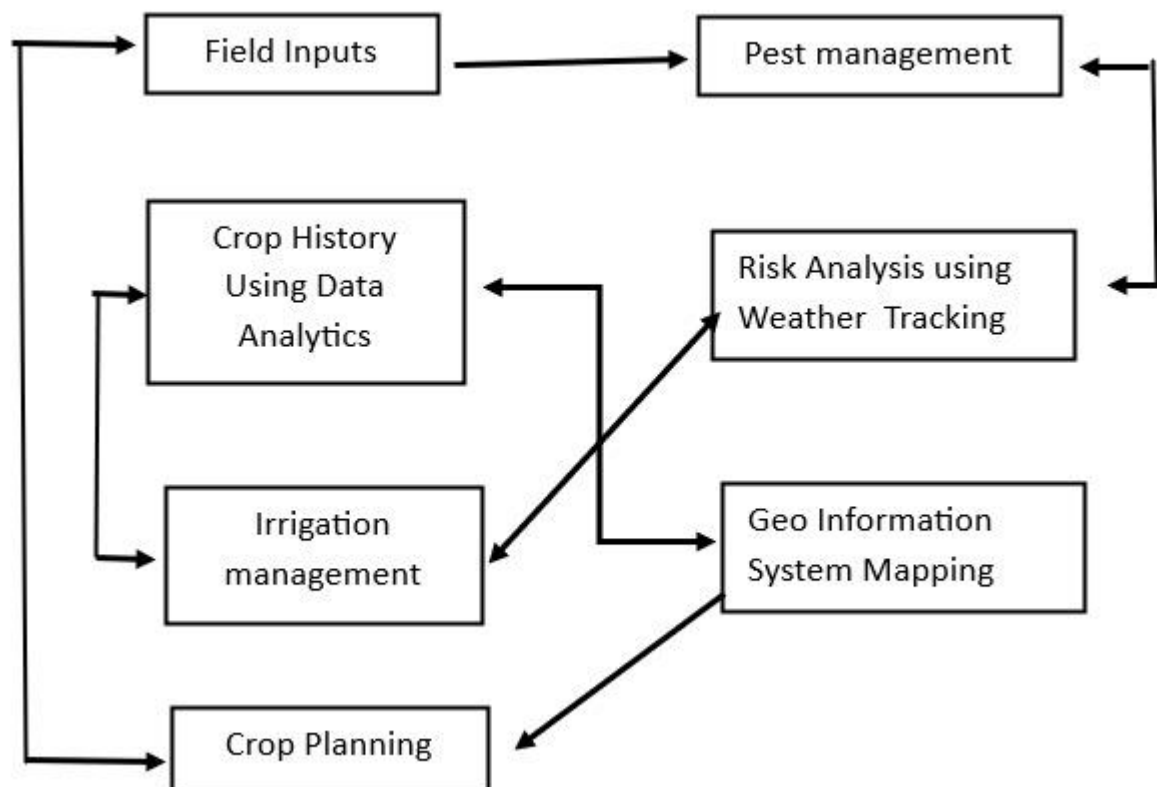 Field Inputs
Pest management
Crop History
Using Data
Analytics
Risk Analysis using
Weather Tracking
Irrigation
management
Geo Information
System Mapping
Crop Planning